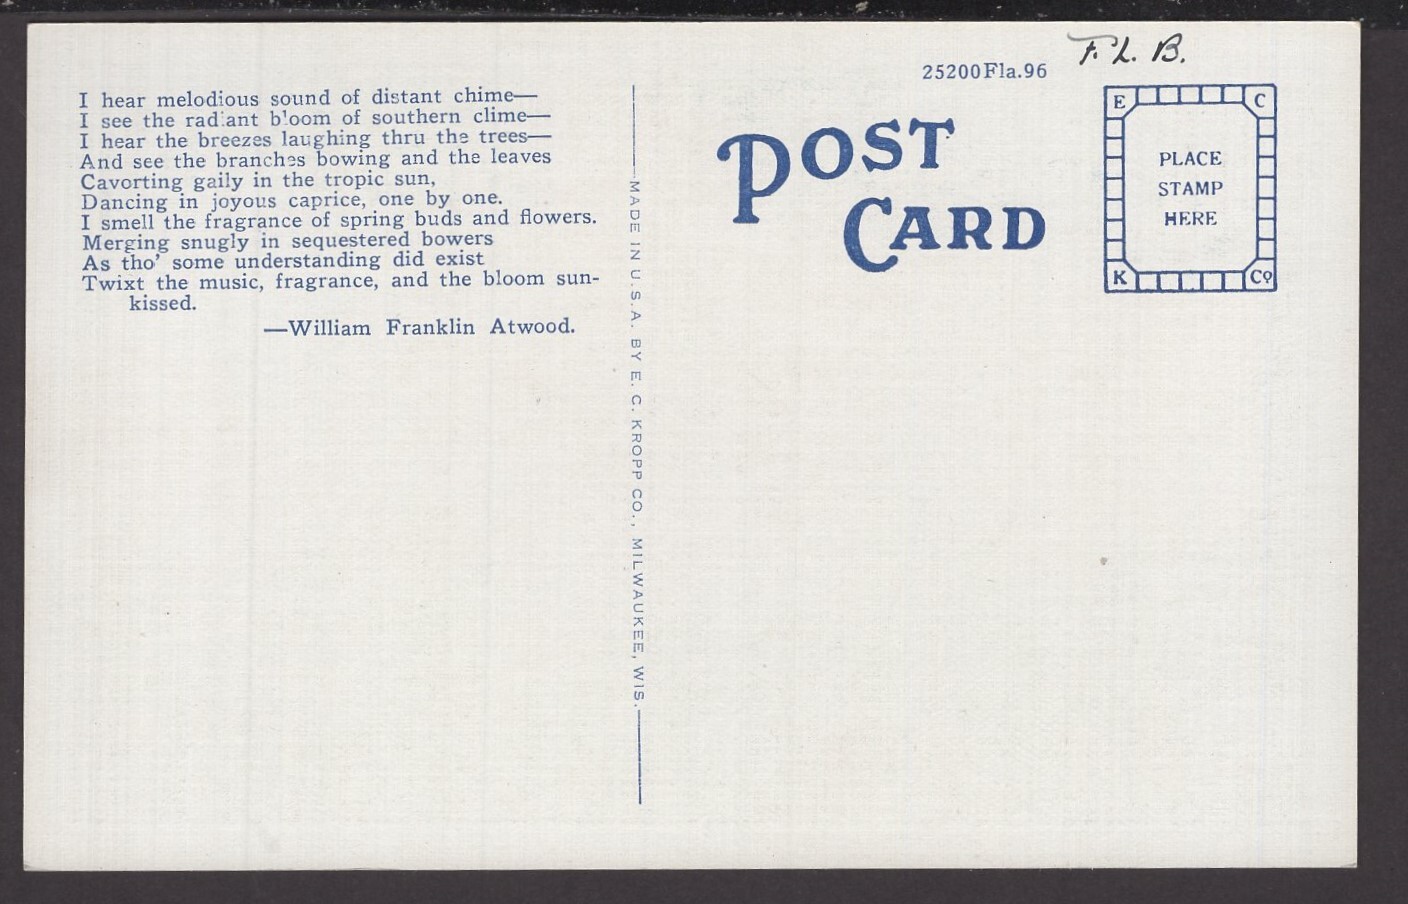 I hear melodious sound of distant chime—
I see the radiant bloom of southern clime—
I hear the breezes laughing thru the trees—
And see the branches bowing and the leaves
Cavorting gaily in the tropic sun,
Dancing in joyous caprice, one by one.
I smell the fragrance of spring buds and flowers.
Merging snugly in sequestered bowers
As tho' some understanding did exist
Twixt the music, fragrance, and the bloom sun-
kissed.
—William Franklin Atwood.
MADE IN U.S.A. BY E. C. KROPP CO., MILWAUKEE, WIS.
25200Fla.96
F. L. B.
POST
CARD
E C
PLACE
STAMP
HERE
K Co